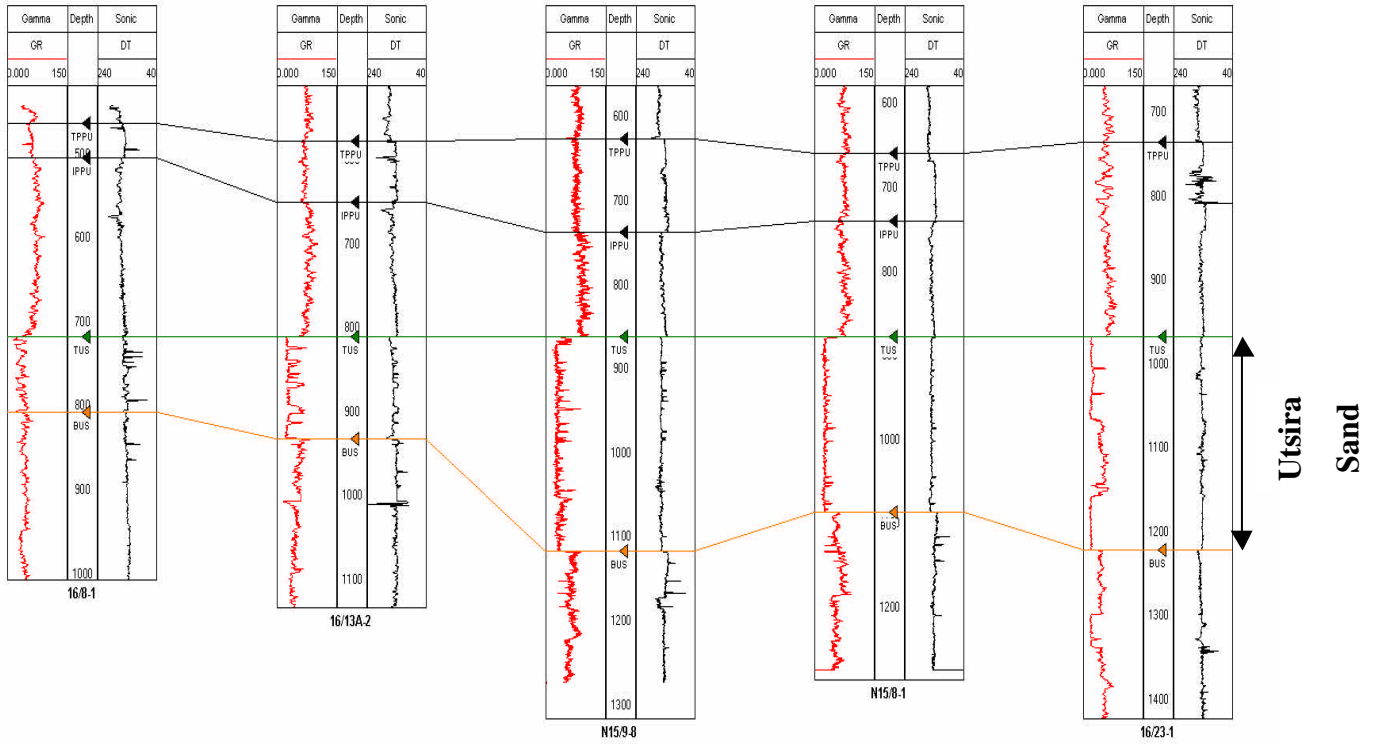 Gamma Depth Sonic
GR DT
0.000 150 240 40
TPPU
500
IPPU
600
700
TUS
800
BUS
900
1000
16/8-1
Gamma Depth Sonic
GR DT
0.000 150 240 40
TPPU
IPPU
700
800
TUS
900
BUS
1000
1100
16/13A-2
Gamma Depth Sonic
GR DT
0.000 150 240 40
600
TPPU
700
IPPU
800
TUS
900
1000
1100
BUS
1200
1300
N15/9-8
Gamma Depth Sonic
GR DT
0.000 150 240 40
600
TPPU
700
IPPU
800
TUS
1000
BUS
1200
N15/8-1
Gamma Depth Sonic
GR DT
0.000 150 240 40
700
TPPU
800
900
TUS
1000
1100
1200
BUS
1300
1400
16/23-1
Utsira
Sand